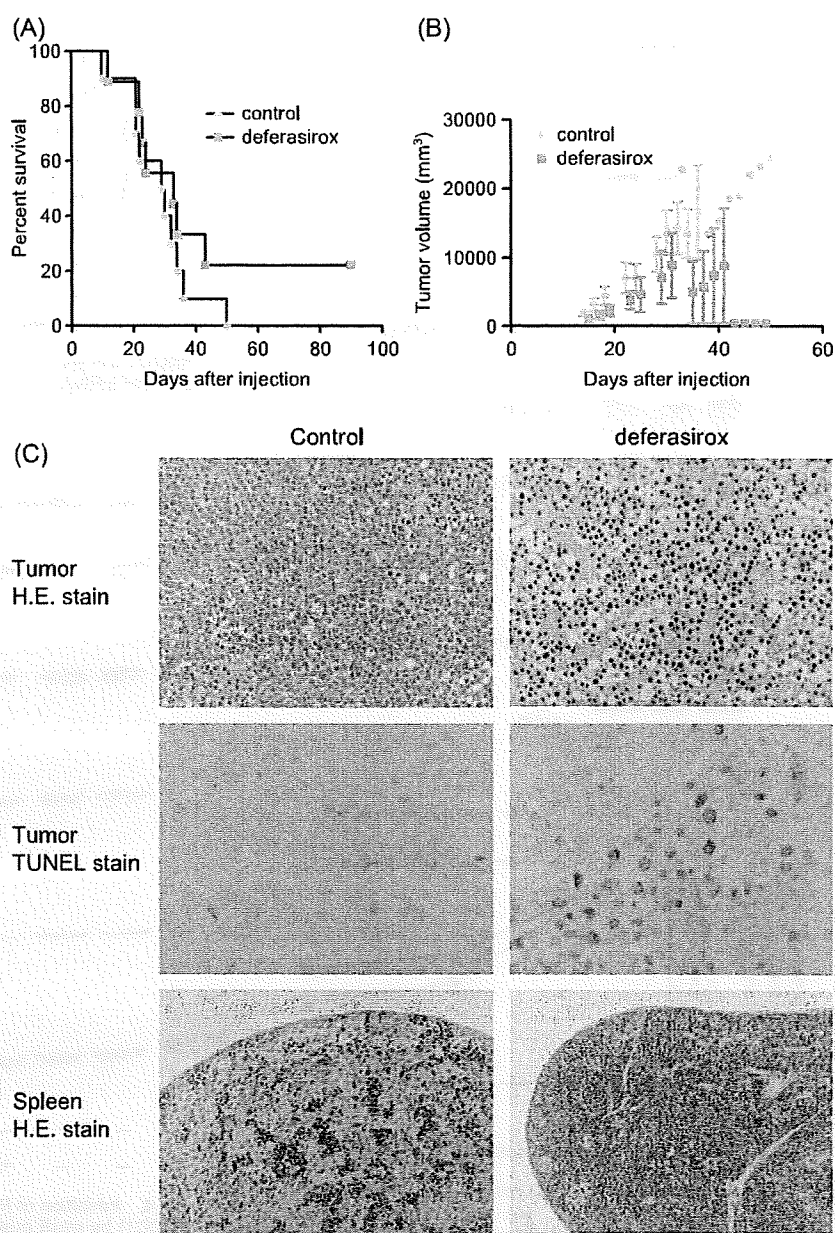 (A)
100
80
60
40
20
0
Percent survival
control
deferasirox
0 20 40 60 80 100
Days after injection
(B)
30000
20000
10000
0
Tumor volume (mm³)
control
deferasirox
0 20 40 60
Days after injection
(C)
Control deferasirox
Tumor
H.E. stain
Tumor
TUNEL stain
Spleen
H.E. stain